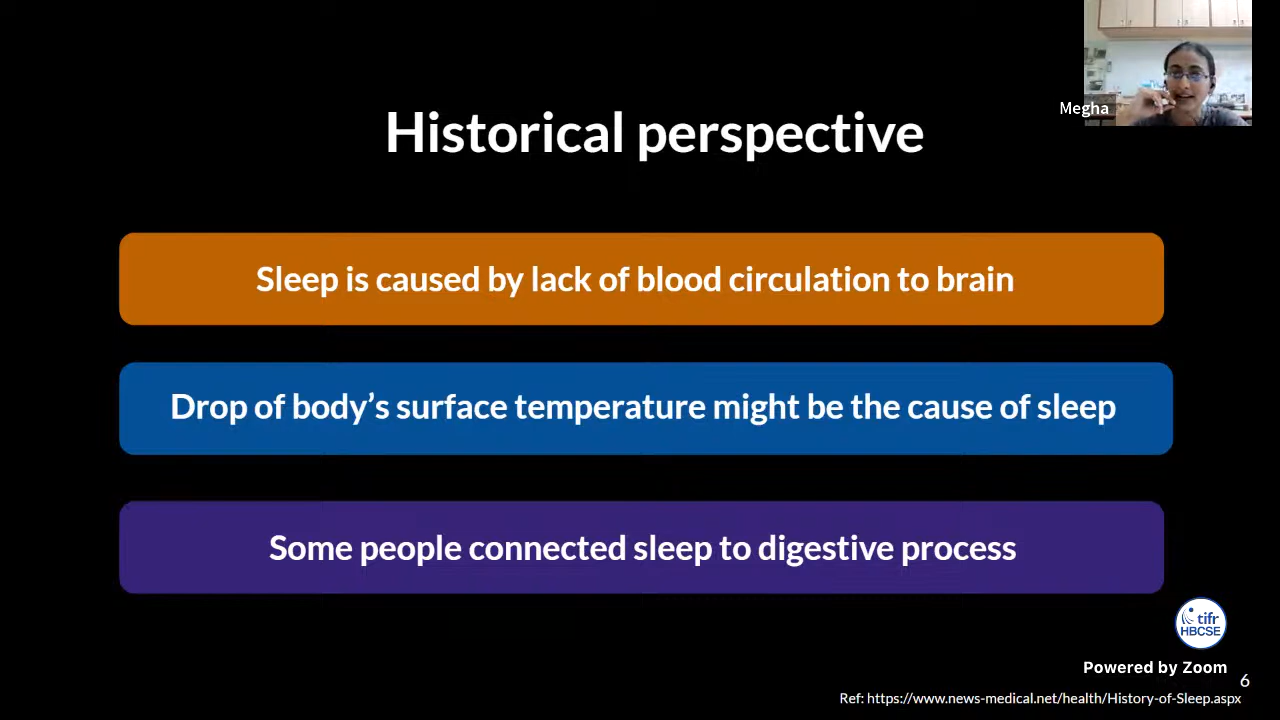 Megha
Historical perspective
Sleep is caused by lack of blood circulation to brain
Drop of body’s surface temperature might be the cause of sleep
Some people connected sleep to digestive process
tifr
HBCSE
Powered by Zoom
6
Ref: https://www.news-medical.net/health/History-of-Sleep.aspx